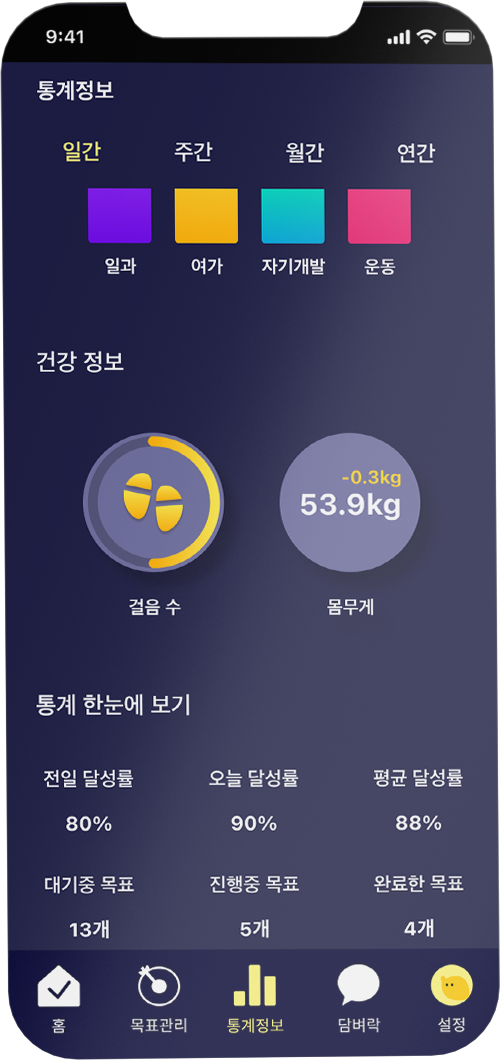 9:41
통계정보
일간 주간 월간 연간
일과 여가 자기개발 운동
건강 정보
-0.3kg
53.9kg
걸음 수 몸무게
통계 한눈에 보기
전일 달성률 오늘 달성률 평균 달성률
80% 90% 88%
대기중 목표 진행중 목표 완료한 목표
13개 5개 4개
홈 목표관리 통계정보 담벼락 설정